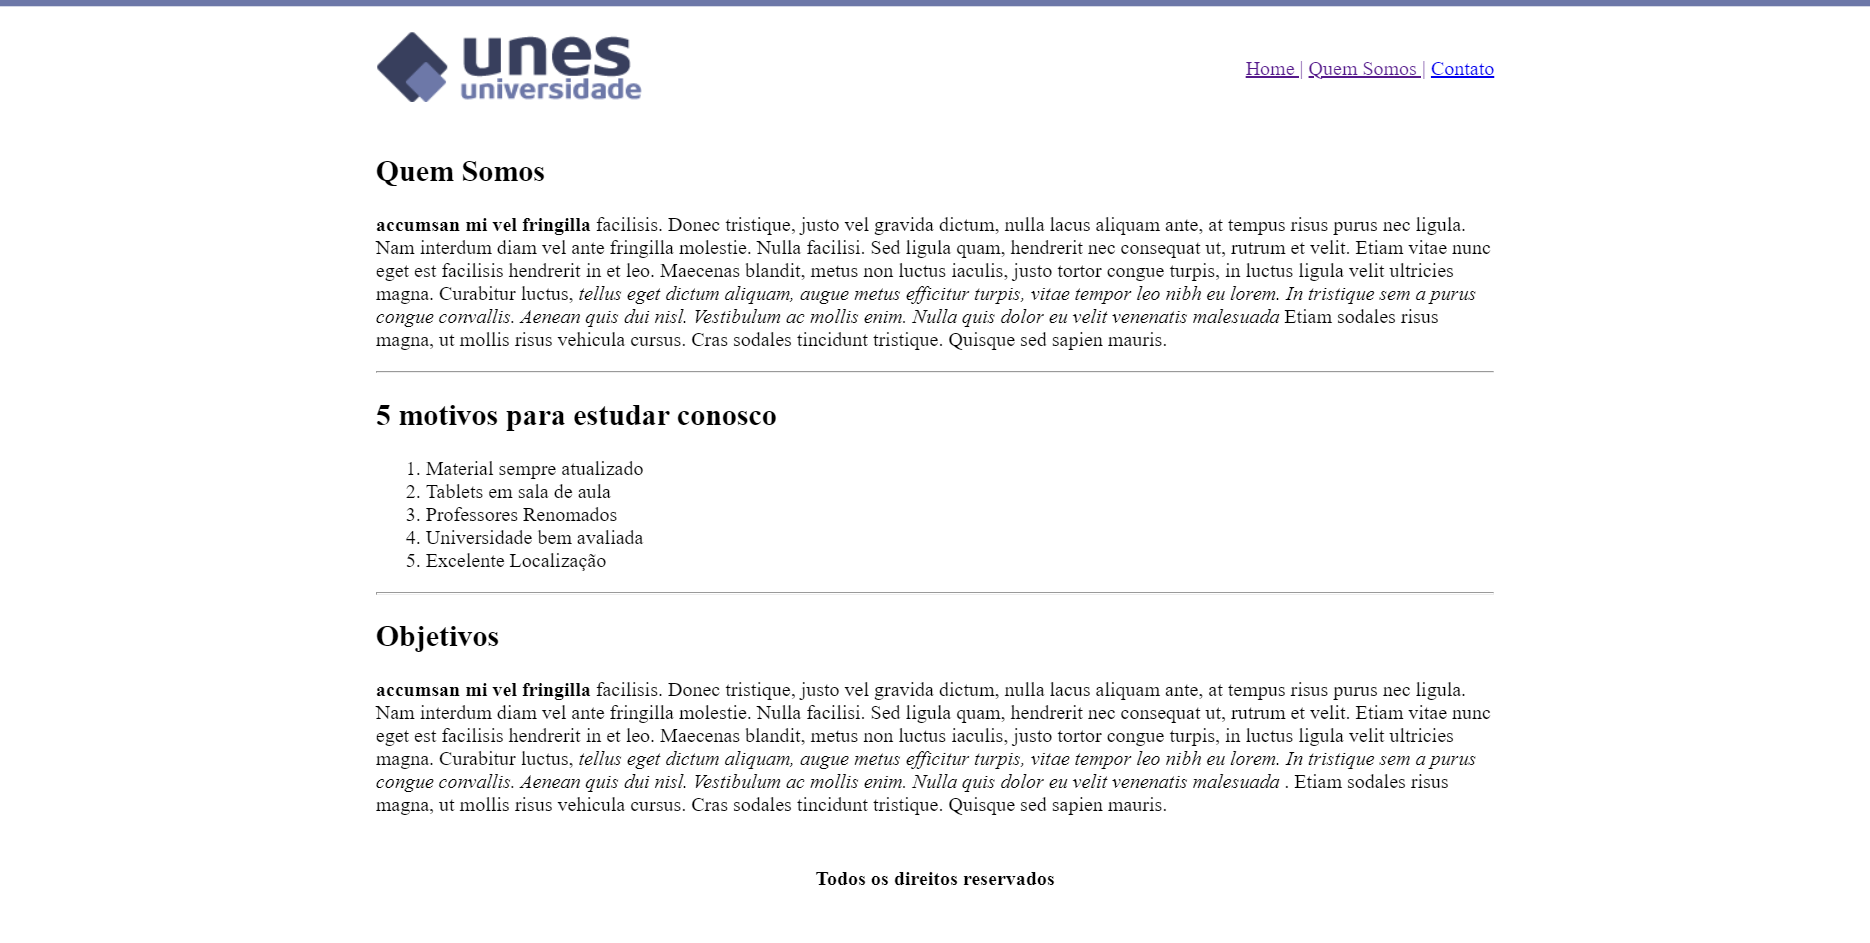 unes
universidade
Home | Quem Somos | Contato
Quem Somos
accumsan mi vel fringilla facilisis. Donec tristique, justo vel gravida dictum, nulla lacus aliquam ante, at tempus risus purus nec ligula.
Nam interdum diam vel ante fringilla molestie. Nulla facilisi. Sed ligula quam, hendrerit nec consequat ut, rutrum et velit. Etiam vitae nunc
eget est facilisis hendrerit in et leo. Maecenas blandit, metus non luctus iaculis, justo tortor congue turpis, in luctus ligula velit ultricies
magna. Curabitur luctus, tellus eget dictum aliquam, augue metus efficitur turpis, vitae tempor leo nibh eu lorem. In tristique sem a purus
congue convallis. Aenean quis dui nisl. Vestibulum ac mollis enim. Nulla quis dolor eu velit venenatis malesuada Etiam sodales risus
magna, ut mollis risus vehicula cursus. Cras sodales tincidunt tristique. Quisque sed sapien mauris.
5 motivos para estudar conosco
1. Material sempre atualizado
2. Tablets em sala de aula
3. Professores Renomados
4. Universidade bem avaliada
5. Excelente Localização
Objetivos
accumsan mi vel fringilla facilisis. Donec tristique, justo vel gravida dictum, nulla lacus aliquam ante, at tempus risus purus nec ligula.
Nam interdum diam vel ante fringilla molestie. Nulla facilisi. Sed ligula quam, hendrerit nec consequat ut, rutrum et velit. Etiam vitae nunc
eget est facilisis hendrerit in et leo. Maecenas blandit, metus non luctus iaculis, justo tortor congue turpis, in luctus ligula velit ultricies
magna. Curabitur luctus, tellus eget dictum aliquam, augue metus efficitur turpis, vitae tempor leo nibh eu lorem. In tristique sem a purus
congue convallis. Aenean quis dui nisl. Vestibulum ac mollis enim. Nulla quis dolor eu velit venenatis malesuada . Etiam sodales risus
magna, ut mollis risus vehicula cursus. Cras sodales tincidunt tristique. Quisque sed sapien mauris.
Todos os direitos reservados